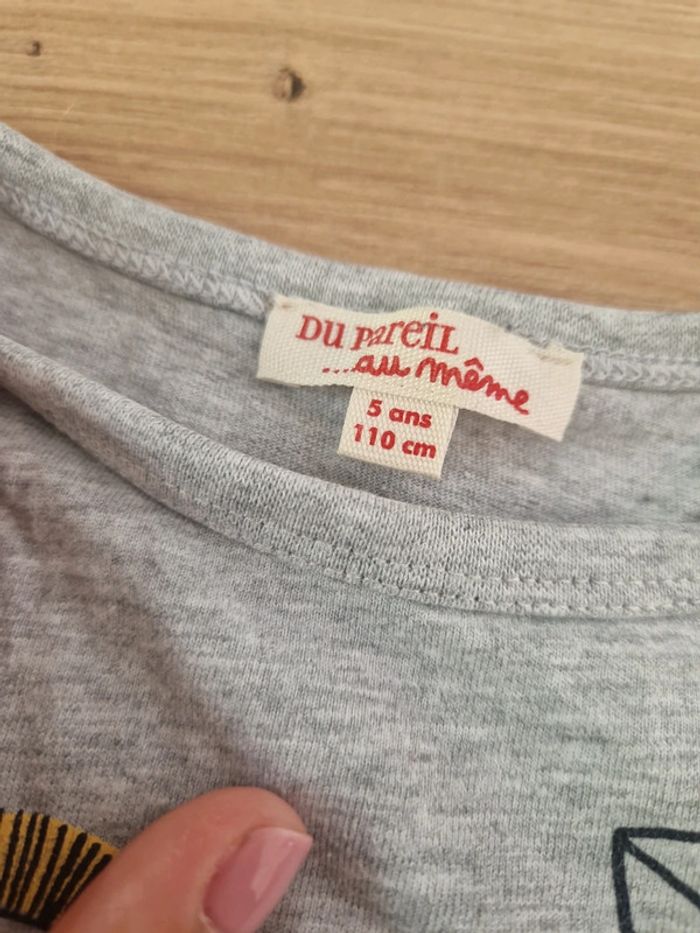 Du pareil
...au même
5 ans
110 cm